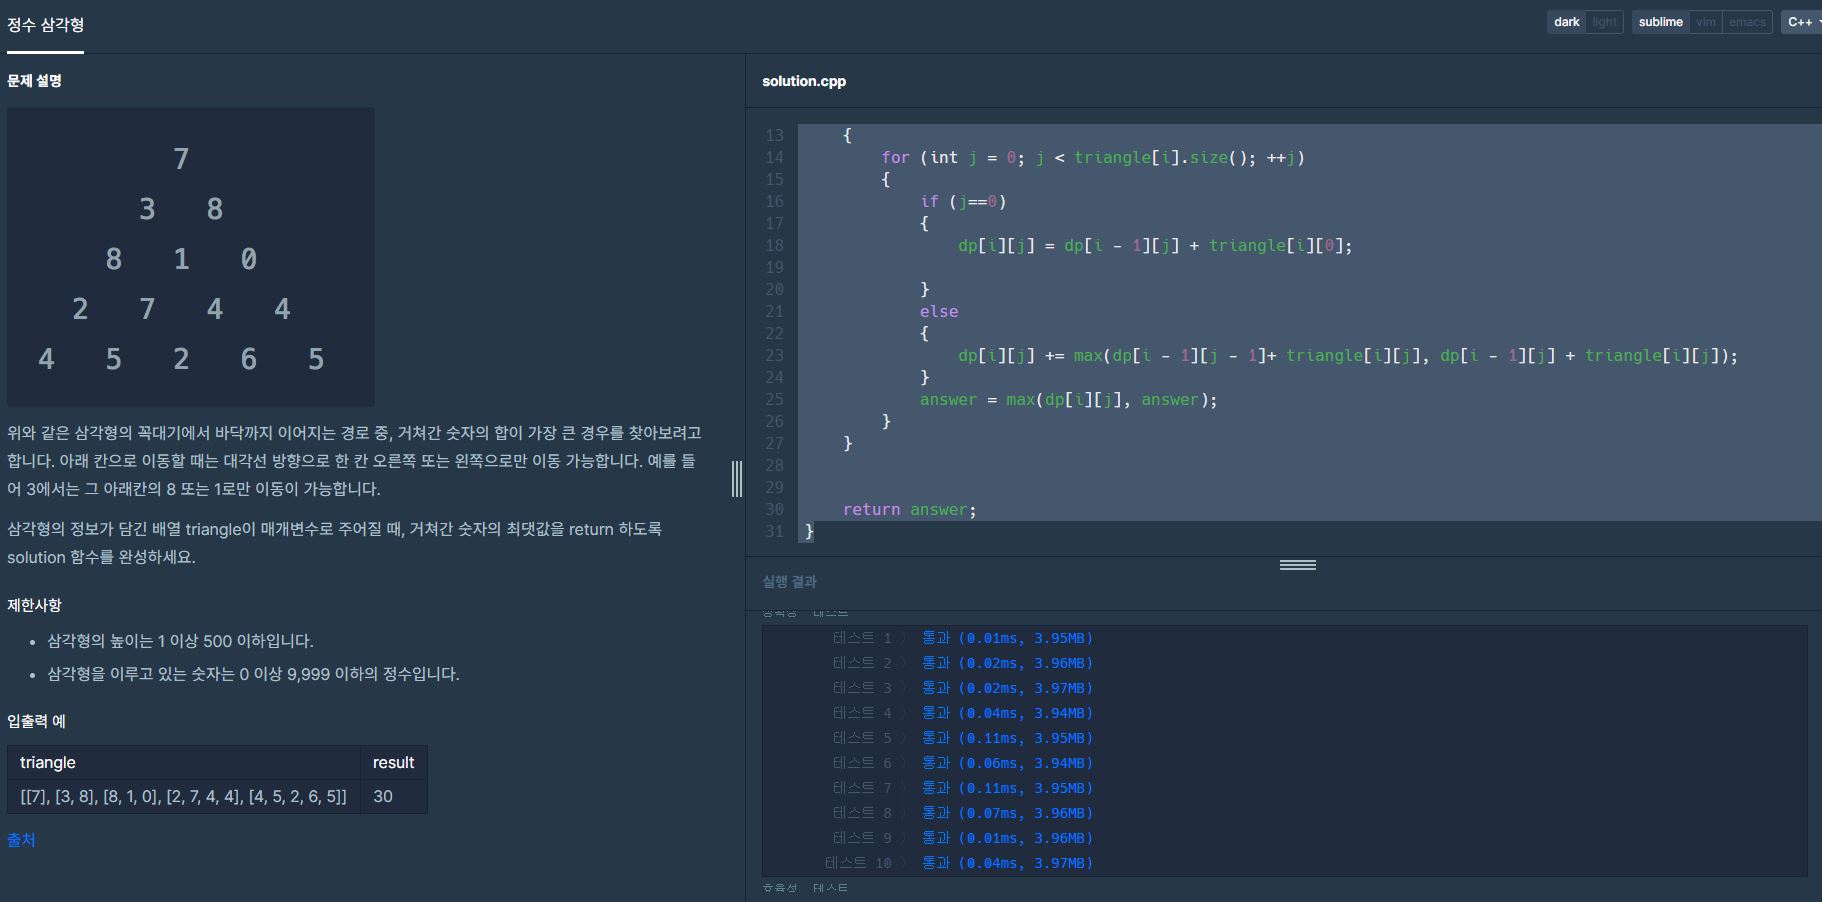 정수 삼각형
dark light sublime vim emacs C++
문제 설명
7
3 8
8 1 0
2 7 4 4
4 5 2 6 5
위와 같은 삼각형의 꼭대기에서 바닥까지 이어지는 경로 중, 거쳐간 숫자의 합이 가장 큰 경우를 찾아보려고
합니다. 아래 칸으로 이동할 때는 대각선 방향으로 한 칸 오른쪽 또는 왼쪽으로만 이동 가능합니다. 예를 들
어 3에서는 그 아래칸의 8 또는 1로만 이동이 가능합니다.
삼각형의 정보가 담긴 배열 triangle이 매개변수로 주어질 때, 거쳐간 숫자의 최댓값을 return 하도록
solution 함수를 완성하세요.
제한사항
• 삼각형의 높이는 1 이상 500 이하입니다.
• 삼각형을 이루고 있는 숫자는 0 이상 9,999 이하의 정수입니다.
입출력 예
triangle result
[[7], [3, 8], [8, 1, 0], [2, 7, 4, 4], [4, 5, 2, 6, 5]] 30
출처
solution.cpp
13 {
14 for (int j = 0; j < triangle[i].size(); ++j)
15 {
16 if (j==0)
17 {
18 dp[i][j] = dp[i - 1][j] + triangle[i][0];
19
20 }
21 else
22 {
23 dp[i][j] += max(dp[i - 1][j - 1]+ triangle[i][j], dp[i - 1][j] + triangle[i][j]);
24 }
25 answer = max(dp[i][j], answer);
26 }
27 }
28
29
30 return answer;
31 }
실행 결과
테스트
테스트 1 〉 통과 (0.01ms, 3.95MB)
테스트 2 〉 통과 (0.02ms, 3.96MB)
테스트 3 〉 통과 (0.02ms, 3.97MB)
테스트 4 〉 통과 (0.04ms, 3.94MB)
테스트 5 〉 통과 (0.11ms, 3.95MB)
테스트 6 〉 통과 (0.06ms, 3.94MB)
테스트 7 〉 통과 (0.11ms, 3.95MB)
테스트 8 〉 통과 (0.07ms, 3.96MB)
테스트 9 〉 통과 (0.01ms, 3.96MB)
테스트 10 〉 통과 (0.04ms, 3.97MB)
효율성 테스트